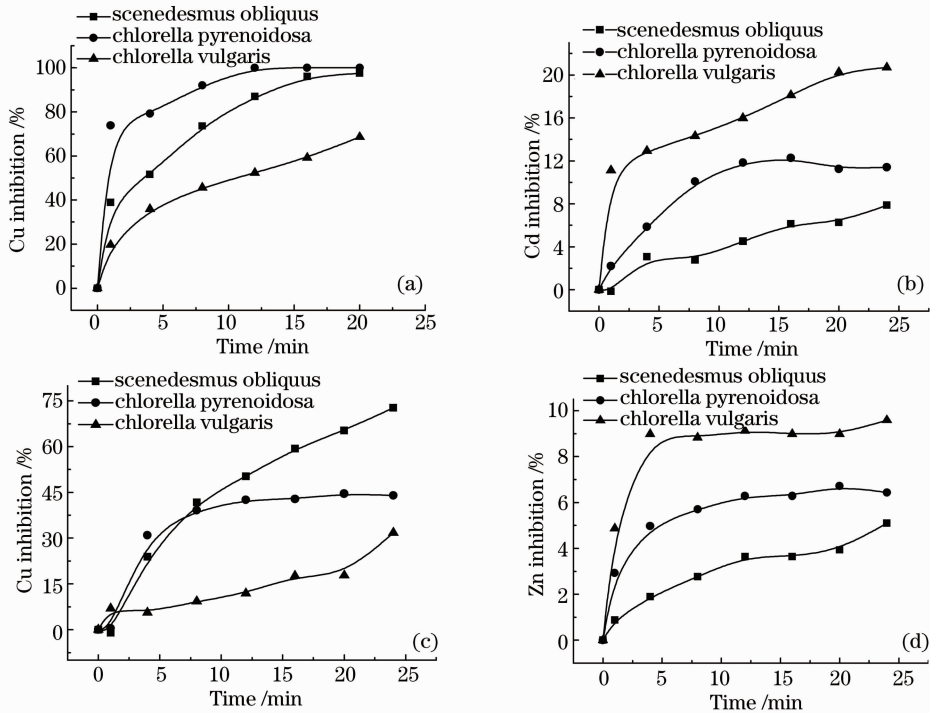 scenedesmus obliquus
chlorella pyrenoidosa
chlorella vulgaris
100
80
60
40
20
0
Cu inhibition /%
(a)
0 5 10 15 20 25
Time /min
scenedesmus obliquus
chlorella pyrenoidosa
chlorella vulgaris
20
16
12
8
4
0
Cd inhibition /%
(b)
0 5 10 15 20 25
Time /min
scenedesmus obliquus
chlorella pyrenoidosa
chlorella vulgaris
75
60
45
30
15
0
Cu inhibition /%
(c)
0 5 10 15 20 25
Time /min
scenedesmus obliquus
chlorella pyrenoidosa
chlorella vulgaris
10
8
6
4
2
0
Zn inhibition /%
(d)
0 5 10 15 20 25
Time /min